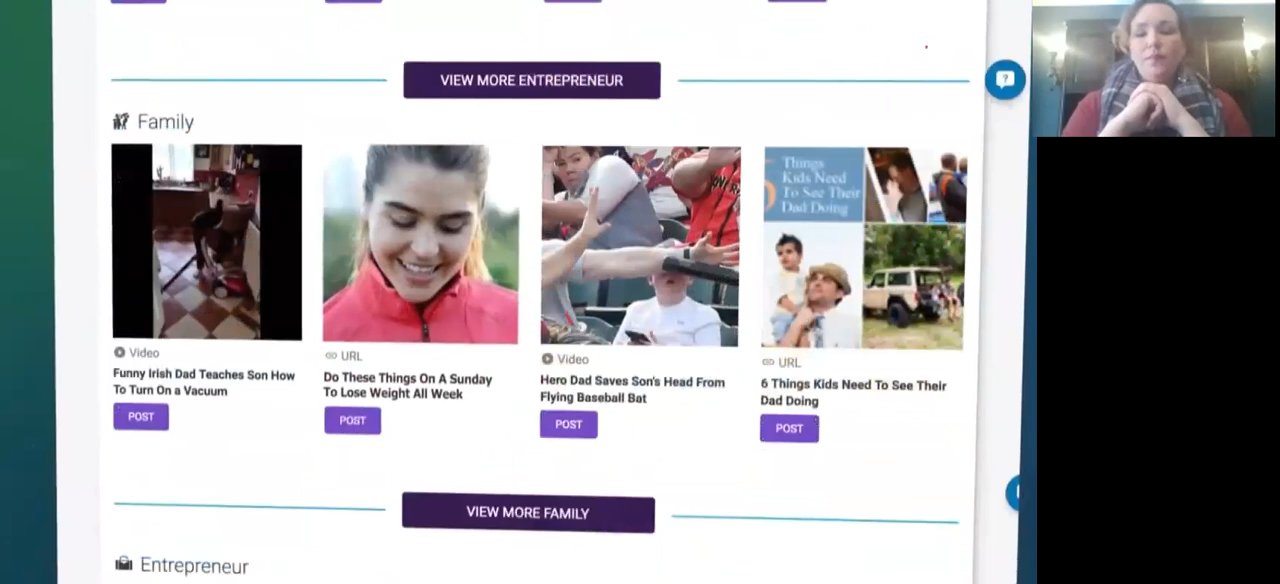 VIEW MORE ENTREPRENEUR
Family
Things
Kids Need
To See Their
Dad Doing
Video
Funny Irish Dad Teaches Son How
To Turn On a Vacuum
POST
URL
Do These Things On A Sunday
To Lose Weight All Week
POST
Video
Hero Dad Saves Son's Head From
Flying Baseball Bat
POST
URL
6 Things Kids Need To See Their
Dad Doing
POST
VIEW MORE FAMILY
Entrepreneur